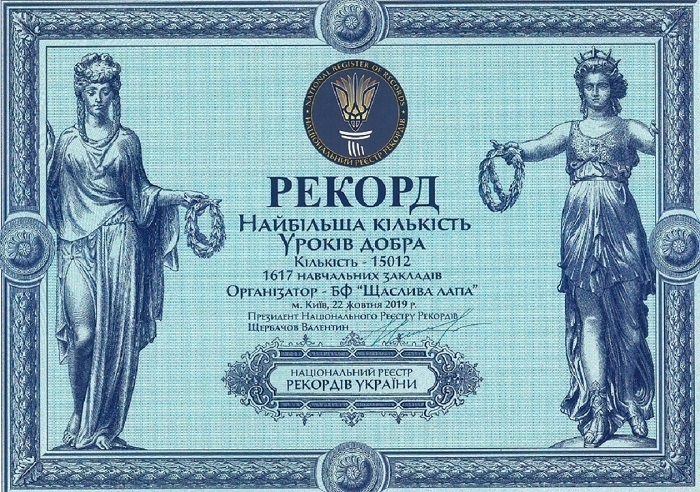 NATIONAL REGISTER OF RECORDS
НАЦІОНАЛЬНИЙ РЕЄСТР РЕКОРДІВ
РЕКОРД
НАЙБІЛЬША КІЛЬКІСТЬ
УРОКІВ ДОБРА
КІЛЬКІСТЬ - 15012
1617 НАВЧАЛЬНИХ ЗАКЛАДІВ
ОРГАНІЗАТОР - БФ "ЩАСЛИВА ЛАПА"
м. Київ, 22 жовтня 2019 г.
Президент Національного Реєстру Рекордів
Щербачов Валентин
НАЦІОНАЛЬНИЙ РЕЄСТР
РЕКОРДІВ УКРАЇНИ